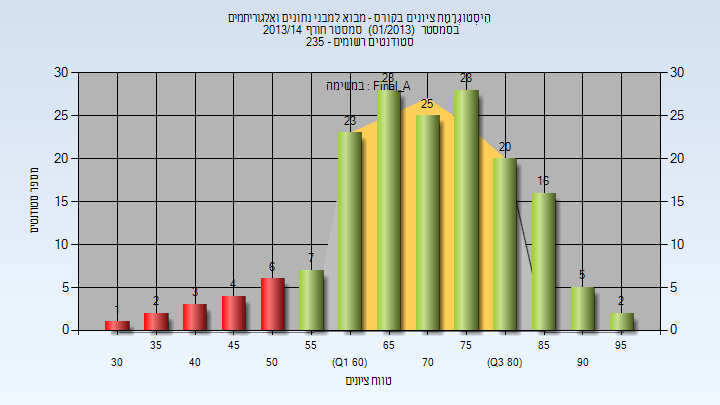 הִיסטוֹגְרָמַת ציונים בקורס - מבוא למבני נתונים ואלגוריתמים
בסמסטר (01/2013) סמסטר חורף 2013/14
סטודנטים רשומים - 235
במשימה : Final_A
מספר סטודנטים
30 30
25 25
20 20
15 15
10 10
5 5
0 0
1 2 3 4 6 7 23 28 25 28 20 16 5 2
35 45 55 65 75 85 95
30 40 50 (Q1 60) 70 (Q3 80) 90
טווח ציונים